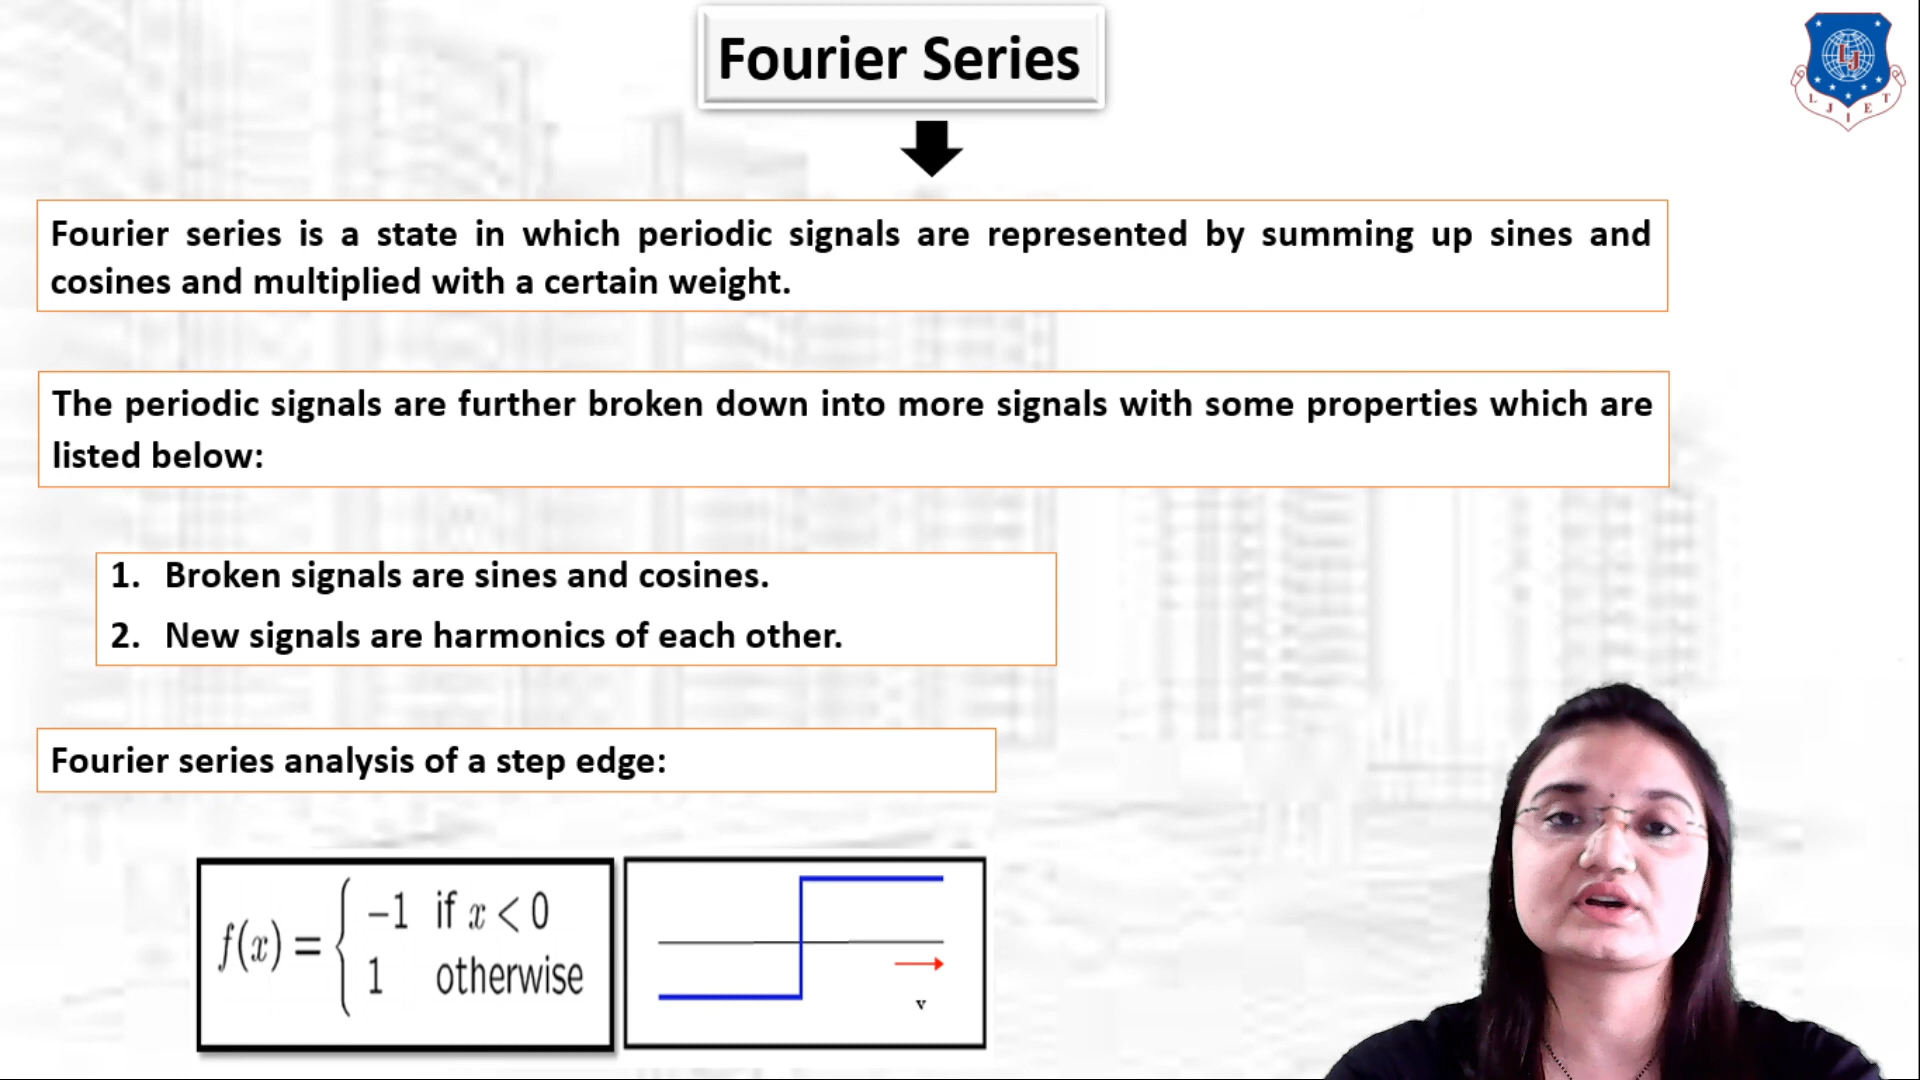 Fourier Series
LJ
L J I E T
Fourier series is a state in which periodic signals are represented by summing up sines and
cosines and multiplied with a certain weight.
The periodic signals are further broken down into more signals with some properties which are
listed below:
1. Broken signals are sines and cosines.
2. New signals are harmonics of each other.
Fourier series analysis of a step edge:
f(x) = { −1 if x < 0
1 otherwise
v